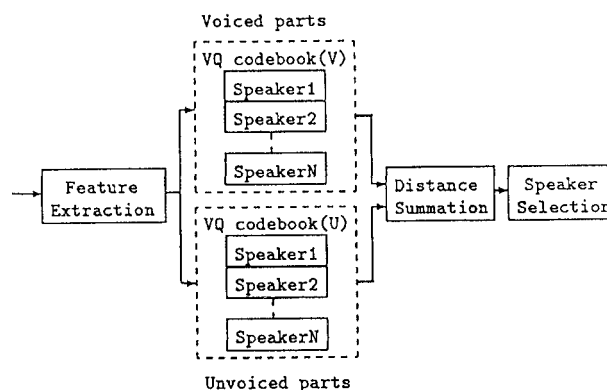 Voiced parts
VQ codebook(V)
Speaker1
Speaker2
SpeakerN
Feature
Extraction
Distance
Summation
Speaker
Selection
VQ codebook(U)
Speaker1
Speaker2
SpeakerN
Unvoiced parts